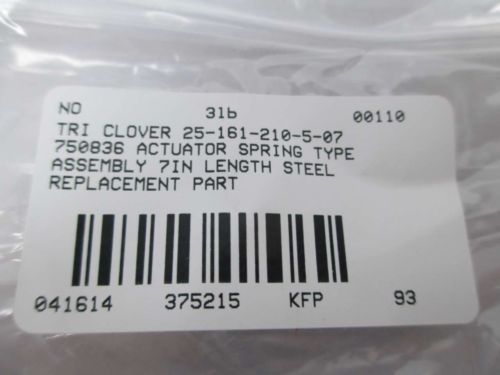 NO 3lb 00110
TRI CLOVER 25-161-210-5-07
750836 ACTUATOR SPRING TYPE
ASSEMBLY 7IN LENGTH STEEL
REPLACEMENT PART
041614 375215 KFP 93